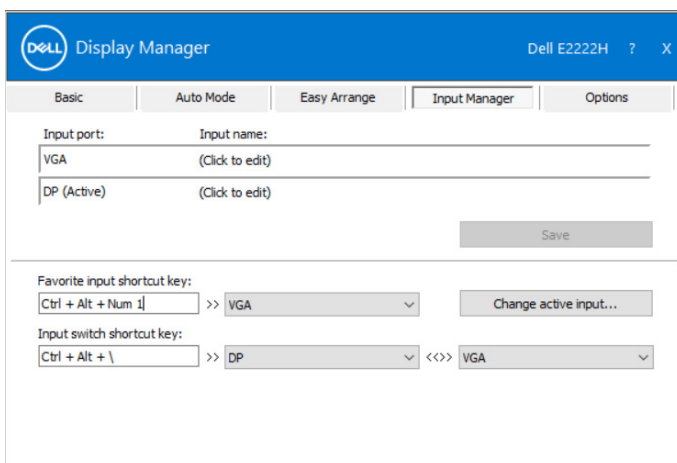 DELL Display Manager Dell E2222H ? X
Basic Auto Mode Easy Arrange Input Manager Options
Input port: Input name:
VGA (Click to edit)
DP (Active) (Click to edit)
Save
Favorite input shortcut key:
Ctrl + Alt + Num 1 >> VGA Change active input...
Input switch shortcut key:
Ctrl + Alt + \ >> DP <<>> VGA